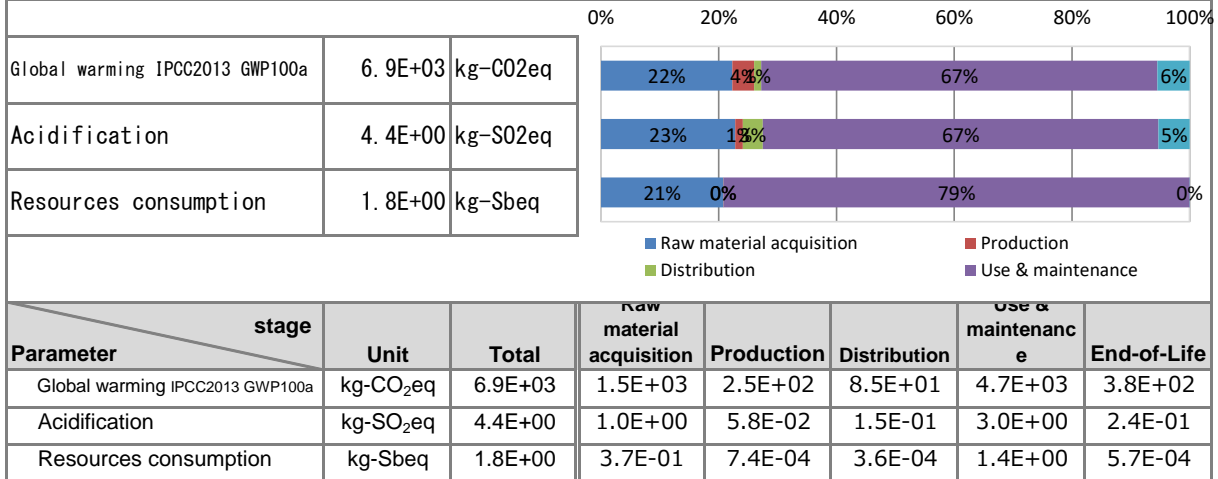 0% 20% 40% 60% 80% 100%
Global warming IPCC2013 GWP100a 6.9E+03 kg-CO2eq 22% 4% 1% 67% 6%
Acidification 4.4E+00 kg-SO2eq 23% 1% 3% 67% 5%
Resources consumption 1.8E+00 kg-Sbeq 21% 0% 79% 0%
Raw material acquisition Production
Distribution Use & maintenance
stage
Parameter Unit Total Raw material acquisition Production Distribution Use & maintenanc e End-of-Life
Global warming IPCC2013 GWP100a kg-CO₂eq 6.9E+03 1.5E+03 2.5E+02 8.5E+01 4.7E+03 3.8E+02
Acidification kg-SO₂eq 4.4E+00 1.0E+00 5.8E-02 1.5E-01 3.0E+00 2.4E-01
Resources consumption kg-Sbeq 1.8E+00 3.7E-01 7.4E-04 3.6E-04 1.4E+00 5.7E-04